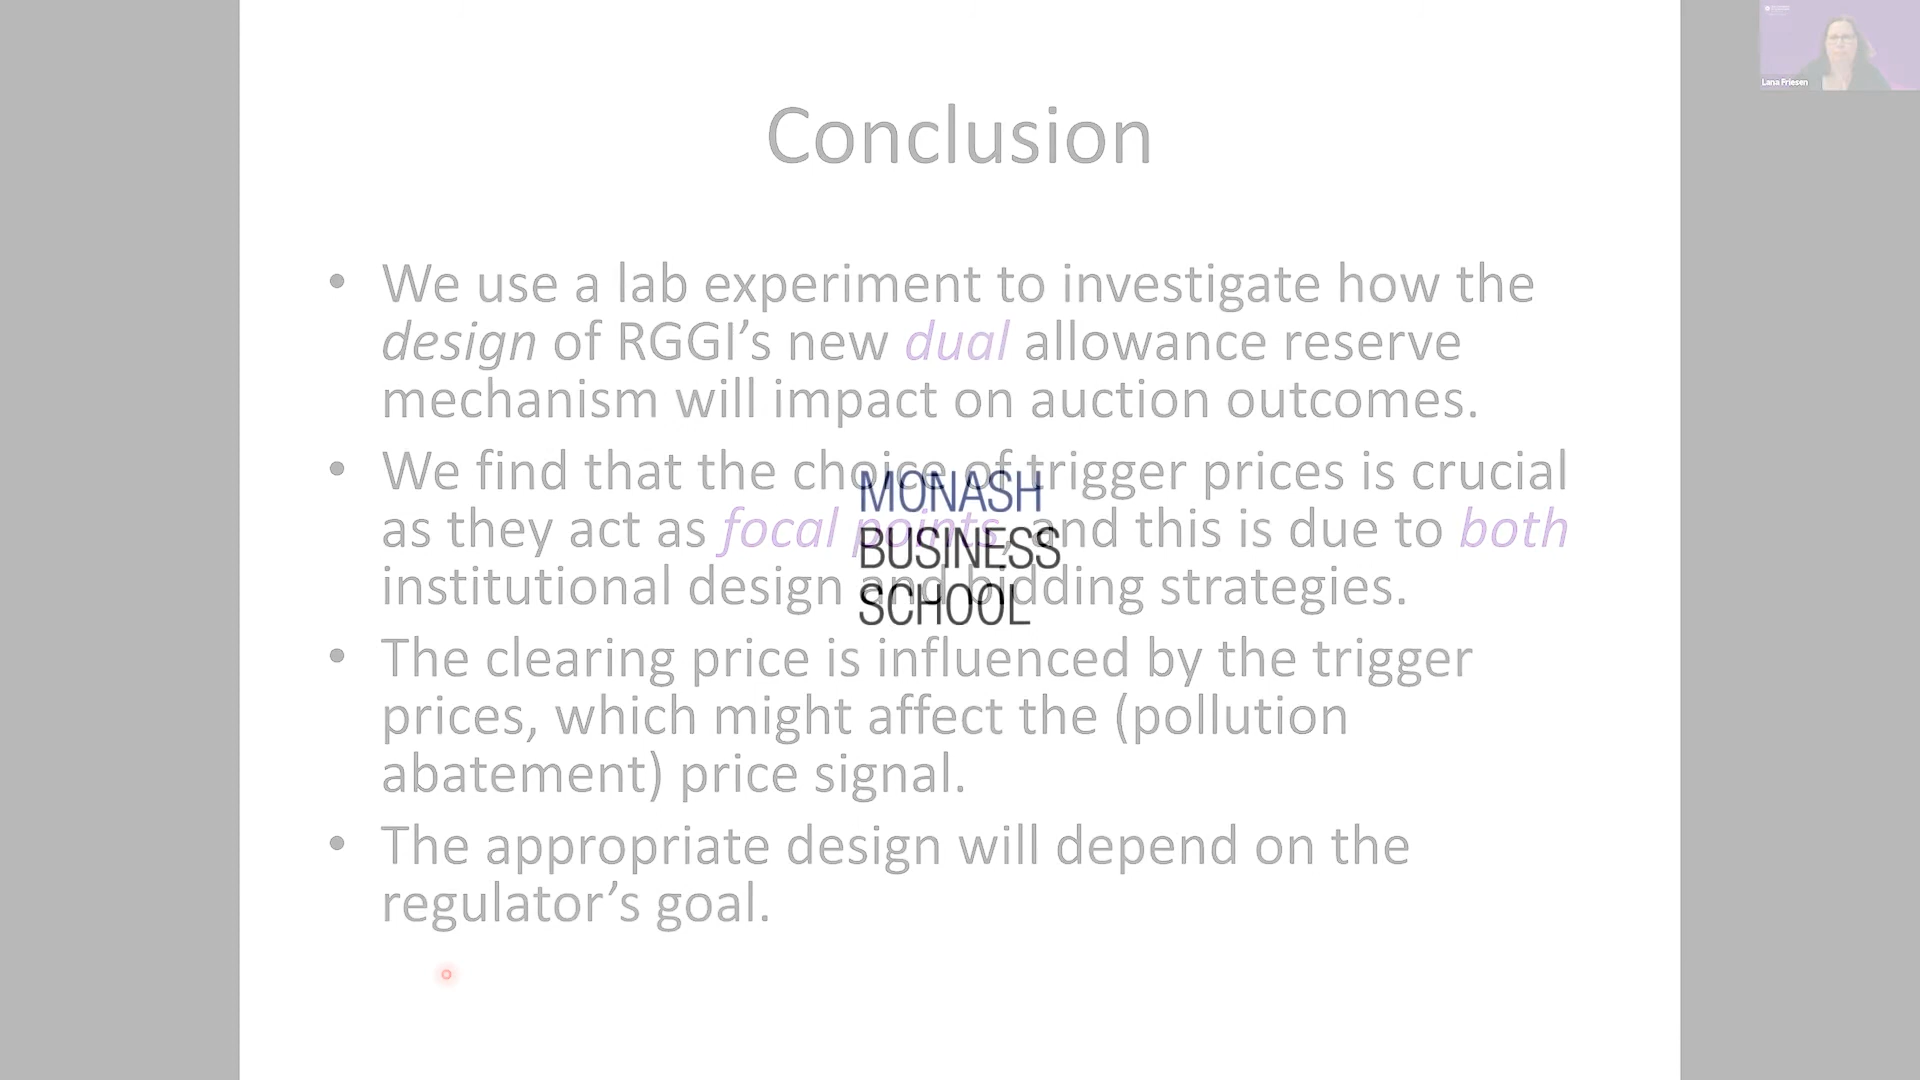 Conclusion
• We use a lab experiment to investigate how the
design of RGGI’s new dual allowance reserve
mechanism will impact on auction outcomes.
• We find that the choice of trigger prices is crucial
as they act as focal points, and this is due to both
institutional design and bidding strategies.
• The clearing price is influenced by the trigger
prices, which might affect the (pollution
abatement) price signal.
• The appropriate design will depend on the
regulator’s goal.
MONASH
BUSINESS
SCHOOL
Lana Friesen